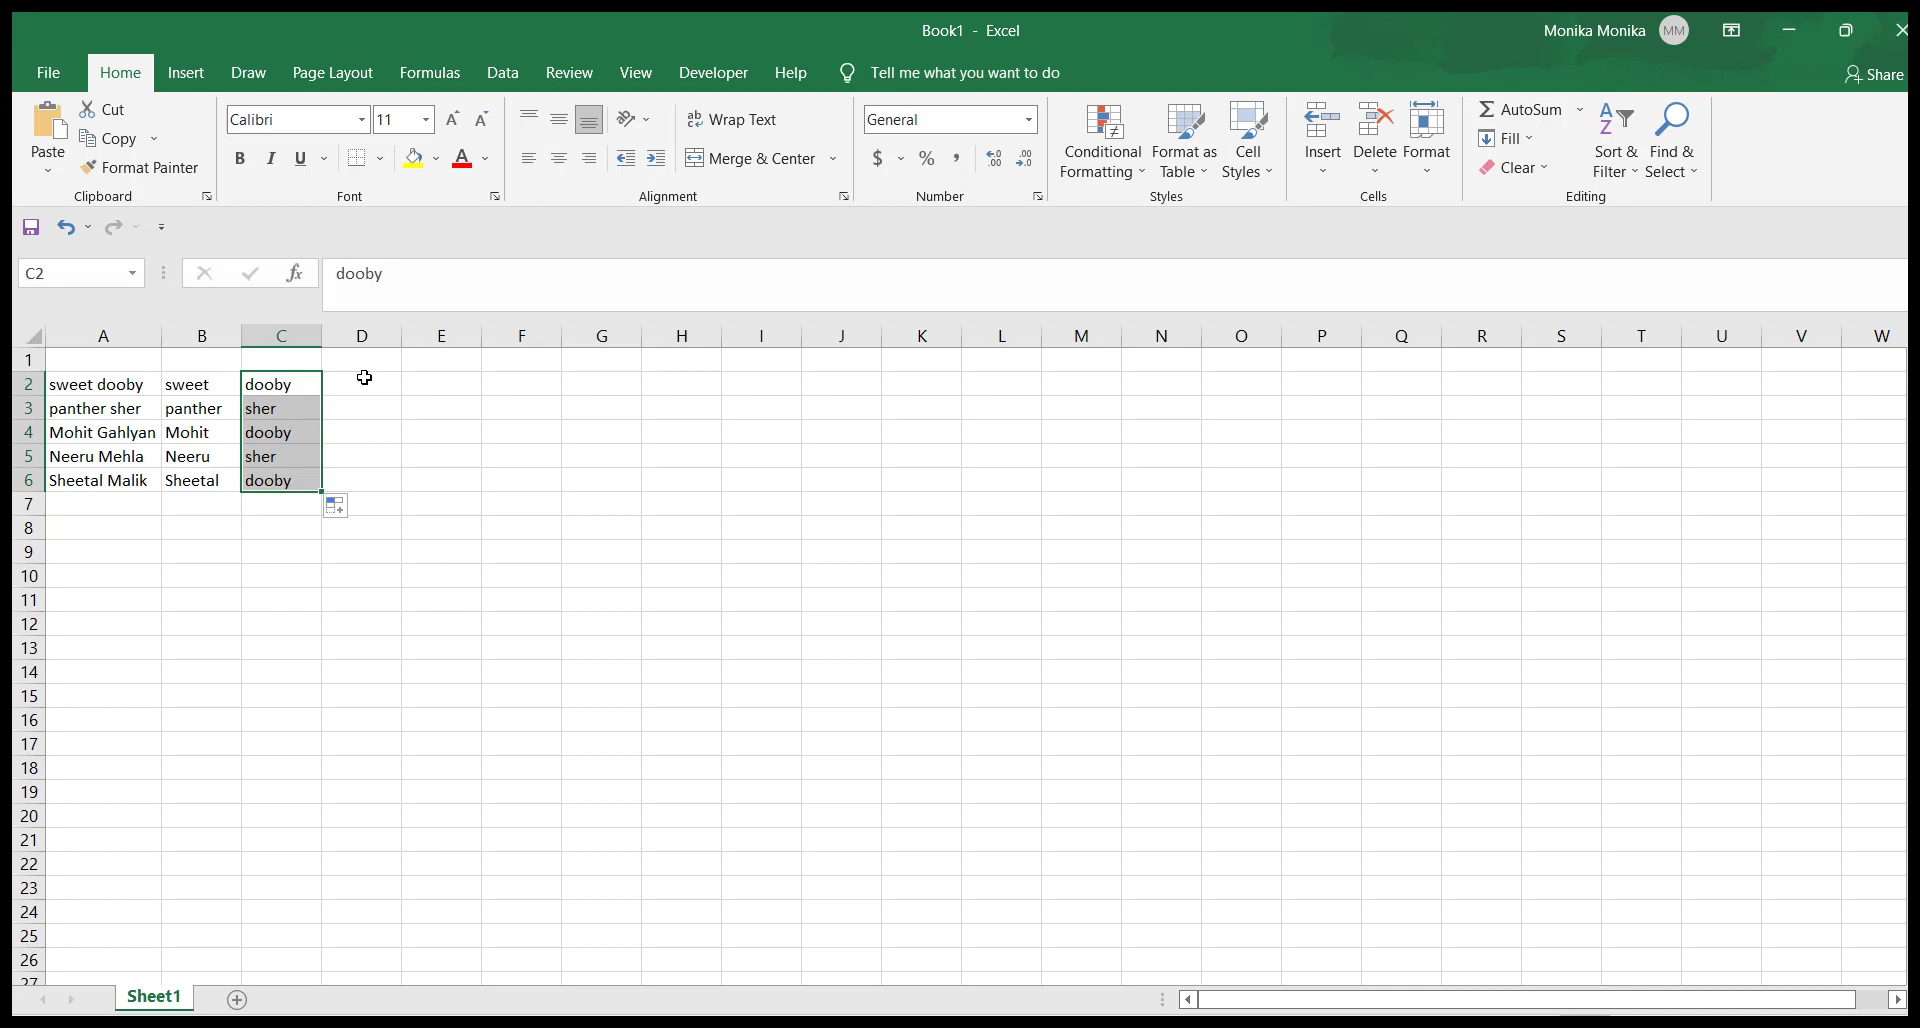 Book1 - Excel
Monika Monika MM
File Home Insert Draw Page Layout Formulas Data Review View Developer Help Tell me what you want to do Share
Paste
Cut
Copy
Format Painter
Clipboard
Calibri 11
B I U
Font
Wrap Text
Merge & Center
Alignment
General
$ % ,
Number
Conditional Formatting
Format as Table
Cell Styles
Styles
Insert Delete Format
Cells
AutoSum
Fill
Clear
Sort & Filter
Find & Select
Editing
C2 fx dooby
A B C D E F G H I J K L M N O P Q R S T U V W
1
2 sweet dooby sweet dooby
3 panther sher panther sher
4 Mohit Gahlyan Mohit dooby
5 Neeru Mehla Neeru sher
6 Sheetal Malik Sheetal dooby
7
8
9
10
11
12
13
14
15
16
17
18
19
20
21
22
23
24
25
26
27
Sheet1